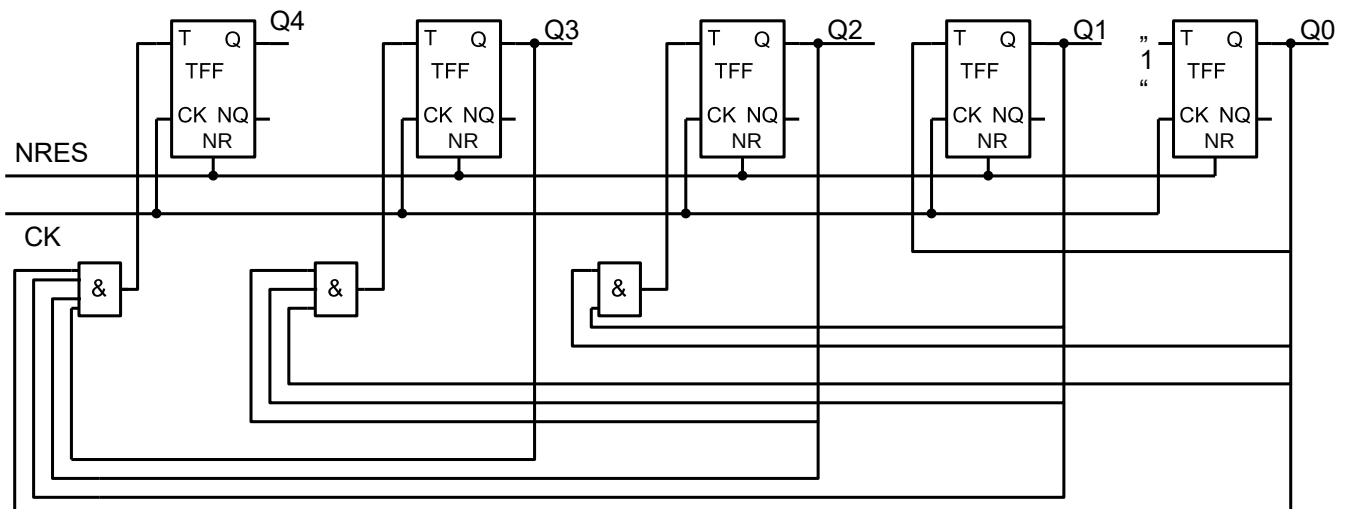 Q4
Q3
Q2
Q1
Q0
T Q
TFF
CK NQ
NR
T Q
TFF
CK NQ
NR
T Q
TFF
CK NQ
NR
T Q
TFF
CK NQ
NR
„
1
“
T Q
TFF
CK NQ
NR
NRES
CK
&
&
&